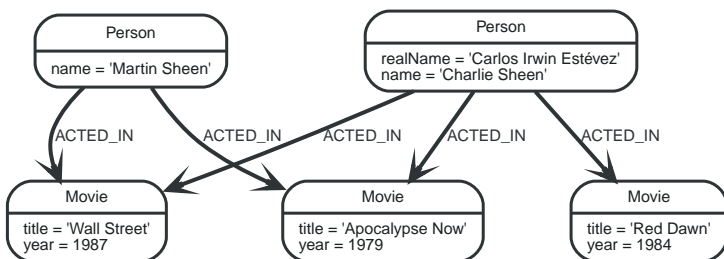 Person
name = 'Martin Sheen'
Person
realName = 'Carlos Irwin Estévez'
name = 'Charlie Sheen'
ACTED_IN
ACTED_IN
ACTED_IN
ACTED_IN
ACTED_IN
Movie
title = 'Wall Street'
year = 1987
Movie
title = 'Apocalypse Now'
year = 1979
Movie
title = 'Red Dawn'
year = 1984